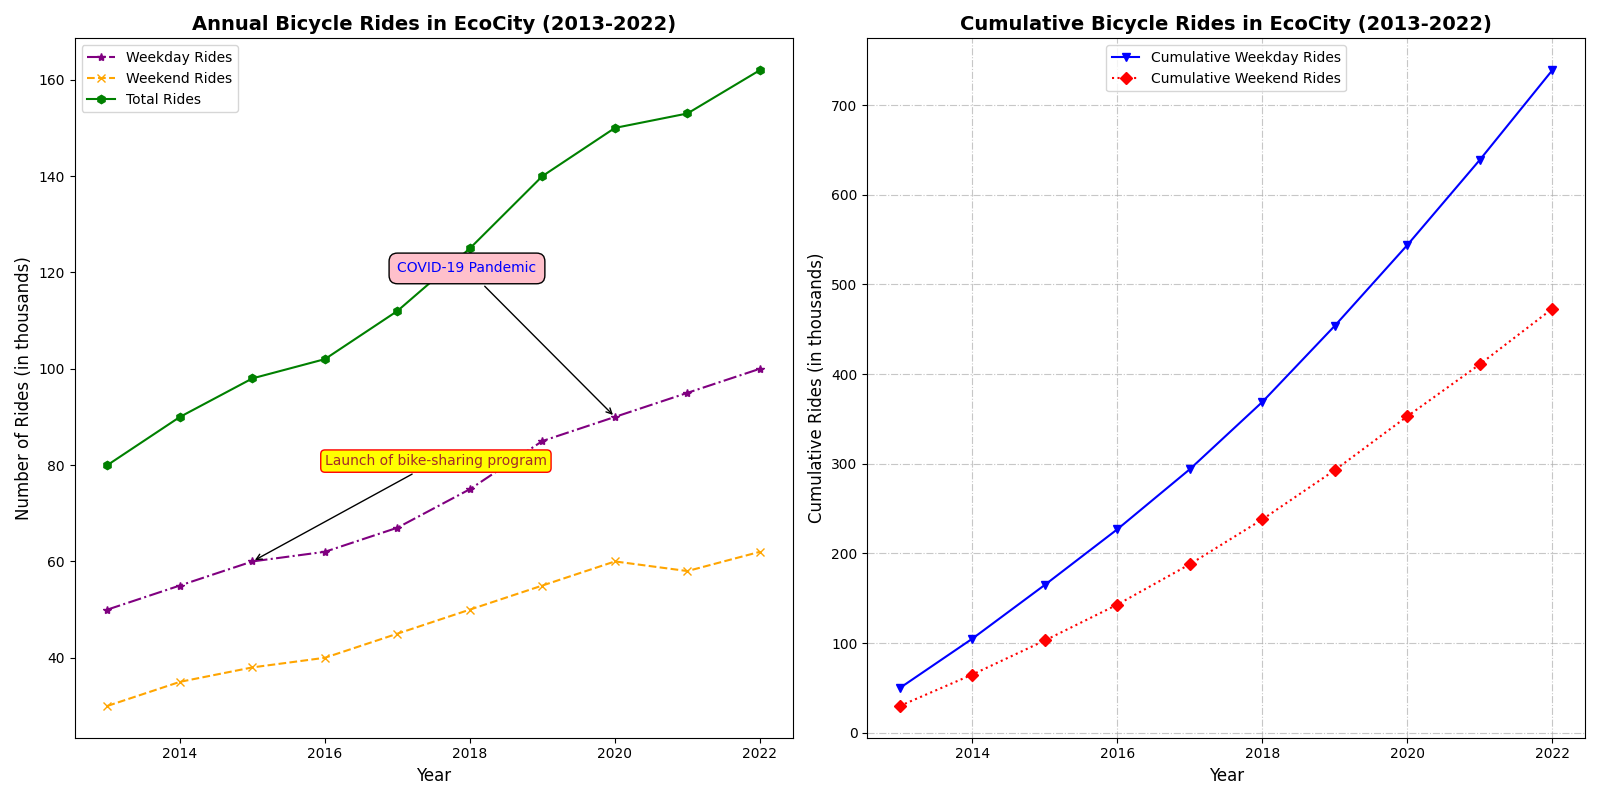 Annual Bicycle Rides in EcoCity (2013-2022)
Weekday Rides
Weekend Rides
Total Rides
COVID-19 Pandemic
Launch of bike-sharing program
Number of Rides (in thousands)
160
140
120
100
80
60
40
2014 2016 2018 2020 2022
Year
Cumulative Bicycle Rides in EcoCity (2013-2022)
Cumulative Weekday Rides
Cumulative Weekend Rides
Cumulative Rides (in thousands)
700
600
500
400
300
200
100
0
2014 2016 2018 2020 2022
Year